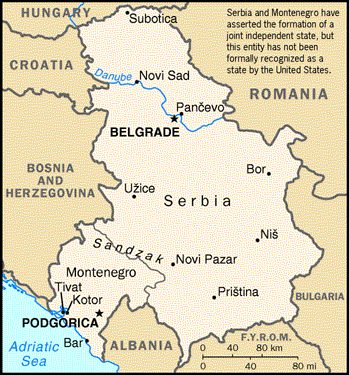 HUNGARY
Subotica
Serbia and Montenegro have
asserted the formation of a
joint independent state, but
this entity has not been
formally recognized as a
state by the United States.
CROATIA
Danube
Novi Sad
ROMANIA
Pančevo
BELGRADE
BOSNIA
AND
HERZEGOVINA
Bor
Užice
Serbia
Niš
Sandzak
Novi Pazar
Montenegro
Tivat
Kotor
Priština
BULGARIA
PODGORICA
Bar
ALBANIA
F.Y.R.O.M.
Adriatic
Sea
0 40 80 km
0 40 80 mi